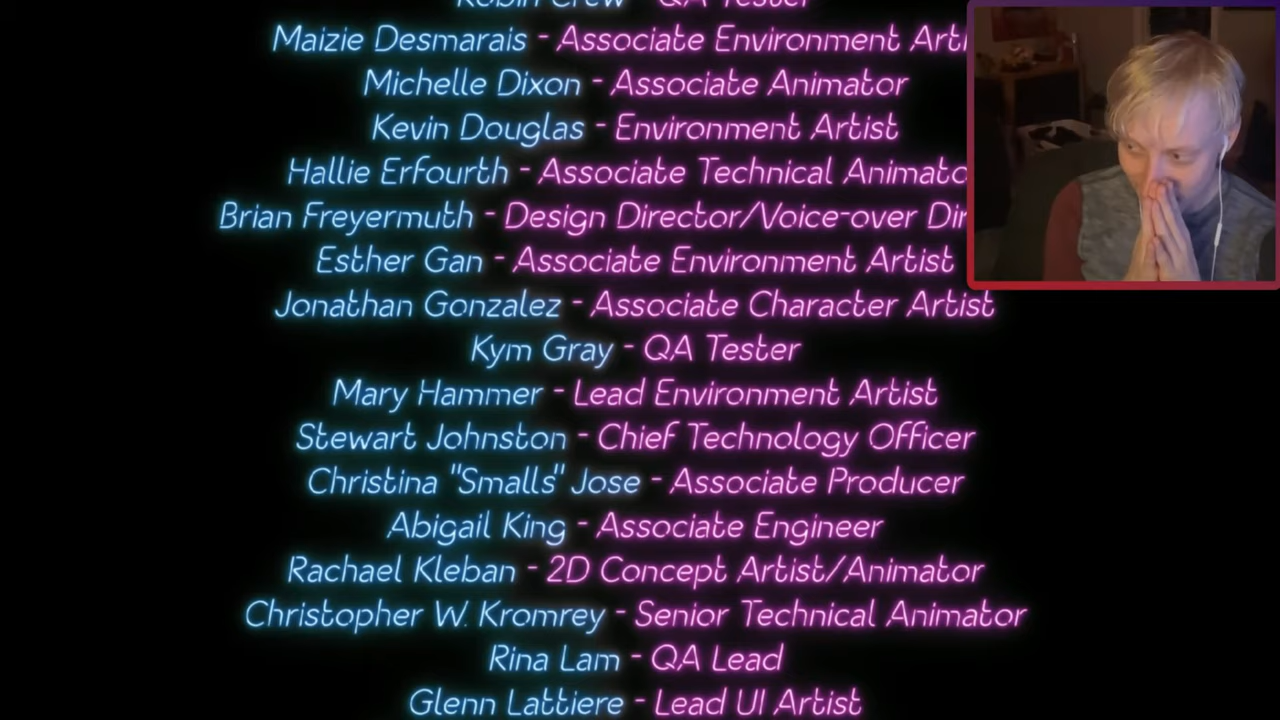 Robin Crew - QA Tester
Maizie Desmarais - Associate Environment Arti
Michelle Dixon - Associate Animator
Kevin Douglas - Environment Artist
Hallie Erfourth - Associate Technical Animato
Brian Freyermuth - Design Director/Voice-over Dir
Esther Gan - Associate Environment Artist
Jonathan Gonzalez - Associate Character Artist
Kym Gray - QA Tester
Mary Hammer - Lead Environment Artist
Stewart Johnston - Chief Technology Officer
Christina "Smalls" Jose - Associate Producer
Abigail King - Associate Engineer
Rachael Kleban - 2D Concept Artist/Animator
Christopher W. Kromrey - Senior Technical Animator
Rina Lam - QA Lead
Glenn Lattiere - Lead UI Artist